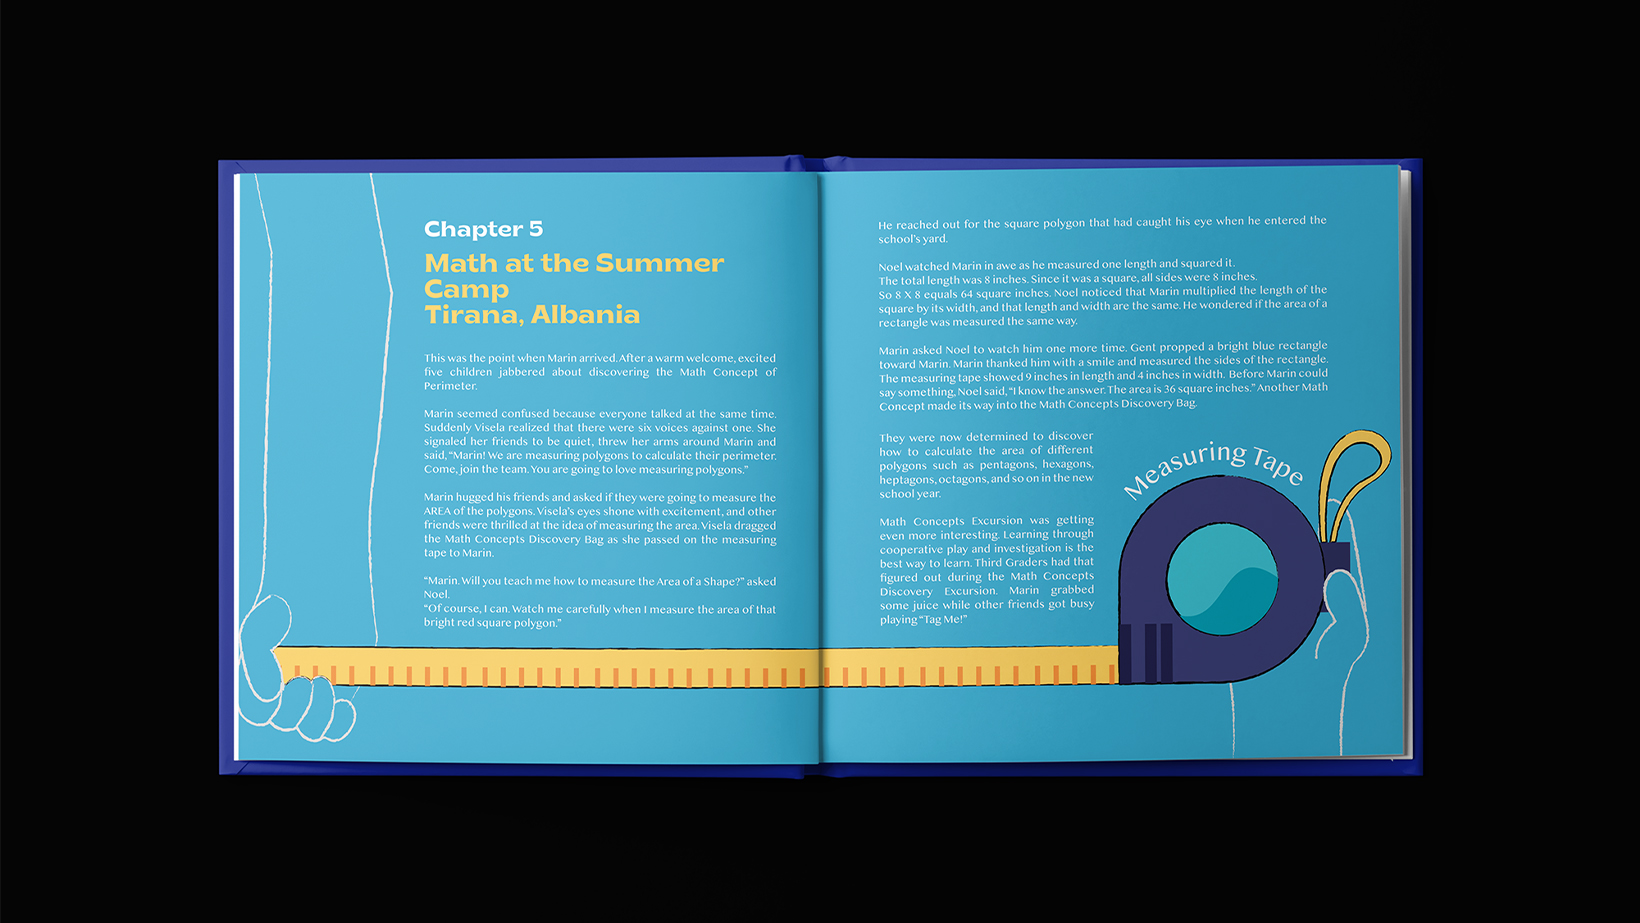 Chapter 5
Math at the Summer
Camp
Tirana, Albania
This was the point when Marin arrived. After a warm welcome, excited
five children jabbered about discovering the Math Concept of
Perimeter.
Marin seemed confused because everyone talked at the same time.
Suddenly Visela realized that there were six voices against one. She
signaled her friends to be quiet, threw her arms around Marin and
said, “Marin! We are measuring polygons to calculate their perimeter.
Come, join the team. You are going to love measuring polygons.”
Marin hugged his friends and asked if they were going to measure the
AREA of the polygons. Visela’s eyes shone with excitement, and other
friends were thrilled at the idea of measuring the area. Visela dragged
the Math Concepts Discovery Bag as she passed on the measuring
tape to Marin.
“Marin. Will you teach me how to measure the Area of a Shape?” asked
Noel.
“Of course, I can. Watch me carefully when I measure the area of that
bright red square polygon.”
He reached out for the square polygon that had caught his eye when he entered the
school’s yard.
Noel watched Marin in awe as he measured one length and squared it.
The total length was 8 inches. Since it was a square, all sides were 8 inches.
So 8 X 8 equals 64 square inches. Noel noticed that Marin multiplied the length of the
square by its width, and that length and width are the same. He wondered if the area of a
rectangle was measured the same way.
Marin asked Noel to watch him one more time. Gent propped a bright blue rectangle
toward Marin. Marin thanked him with a smile and measured the sides of the rectangle.
The measuring tape showed 9 inches in length and 4 inches in width. Before Marin could
say something, Noel said, “I know the answer. The area is 36 square inches.” Another Math
Concept made its way into the Math Concepts Discovery Bag.
They were now determined to discover
how to calculate the area of different
polygons such as pentagons, hexagons,
heptagons, octagons, and so on in the new
school year.
Math Concepts Excursion was getting
even more interesting. Learning through
cooperative play and investigation is the
best way to learn. Third Graders had that
figured out during the Math Concepts
Discovery Excursion. Marin grabbed
some juice while other friends got busy
playing “Tag Me!”
Measuring Tape